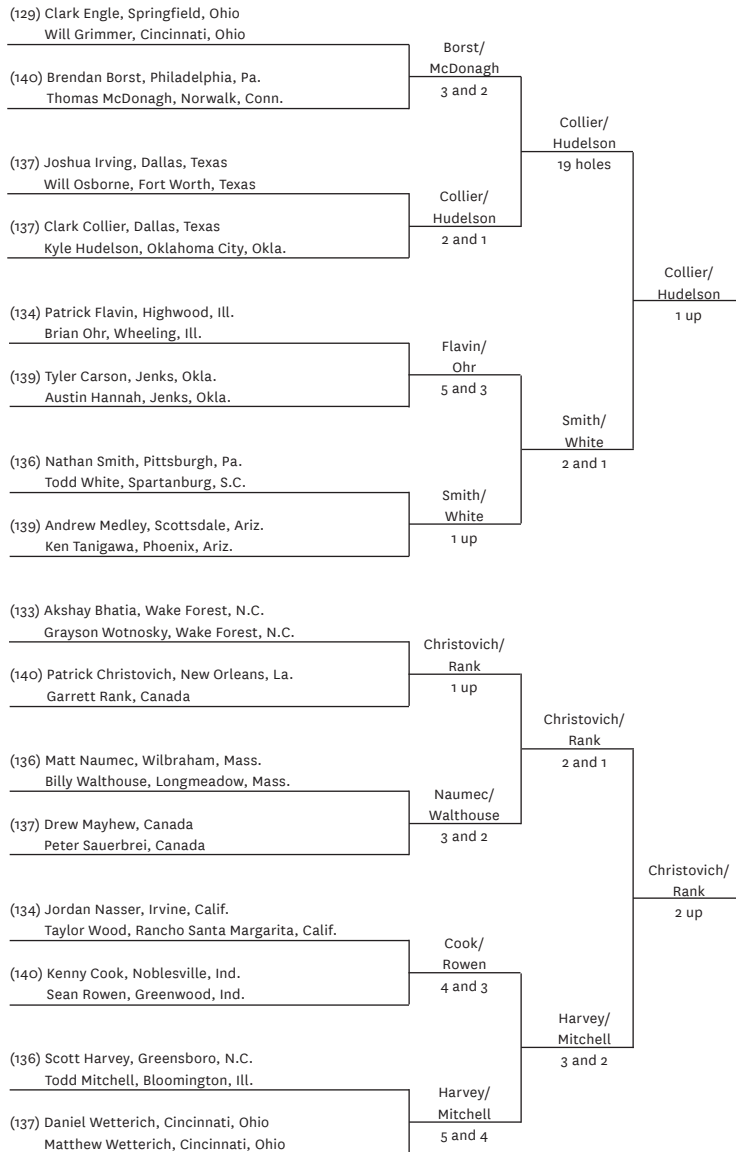 (129) Clark Engle, Springfield, Ohio
Will Grimmer, Cincinnati, Ohio
(140) Brendan Borst, Philadelphia, Pa.
Thomas McDonagh, Norwalk, Conn.
(137) Joshua Irving, Dallas, Texas
Will Osborne, Fort Worth, Texas
(137) Clark Collier, Dallas, Texas
Kyle Hudelson, Oklahoma City, Okla.
(134) Patrick Flavin, Highwood, Ill.
Brian Ohr, Wheeling, Ill.
(139) Tyler Carson, Jenks, Okla.
Austin Hannah, Jenks, Okla.
(136) Nathan Smith, Pittsburgh, Pa.
Todd White, Spartanburg, S.C.
(139) Andrew Medley, Scottsdale, Ariz.
Ken Tanigawa, Phoenix, Ariz.
(133) Akshay Bhatia, Wake Forest, N.C.
Grayson Wotnosky, Wake Forest, N.C.
(140) Patrick Christovich, New Orleans, La.
Garrett Rank, Canada
(136) Matt Naumec, Wilbraham, Mass.
Billy Walthouse, Longmeadow, Mass.
(137) Drew Mayhew, Canada
Peter Sauerbrei, Canada
(134) Jordan Nasser, Irvine, Calif.
Taylor Wood, Rancho Santa Margarita, Calif.
(140) Kenny Cook, Noblesville, Ind.
Sean Rowen, Greenwood, Ind.
(136) Scott Harvey, Greensboro, N.C.
Todd Mitchell, Bloomington, Ill.
(137) Daniel Wetterich, Cincinnati, Ohio
Matthew Wetterich, Cincinnati, Ohio
Borst/
McDonagh
3 and 2
Collier/
Hudelson
2 and 1
Flavin/
Ohr
5 and 3
Smith/
White
1 up
Christovich/
Rank
1 up
Naumec/
Walthouse
3 and 2
Cook/
Rowen
4 and 3
Harvey/
Mitchell
5 and 4
Collier/
Hudelson
19 holes
Smith/
White
2 and 1
Christovich/
Rank
2 and 1
Harvey/
Mitchell
3 and 2
Collier/
Hudelson
1 up
Christovich/
Rank
2 up